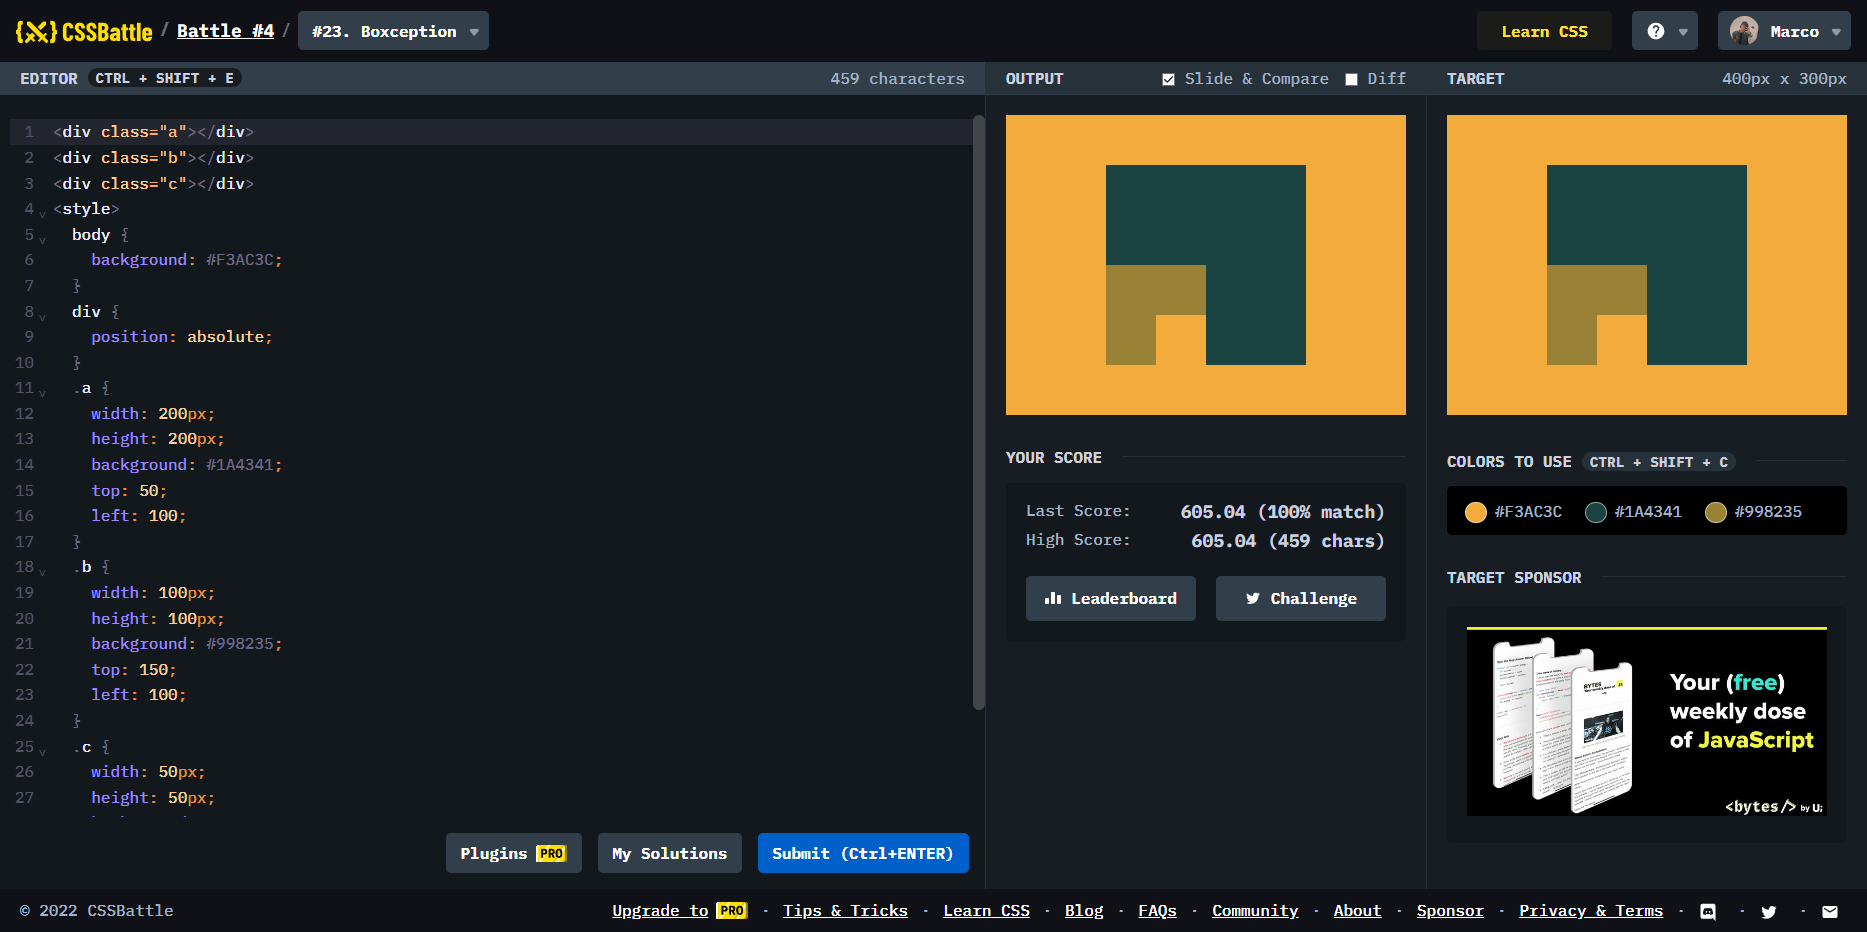 {X} CSSBattle / Battle #4 / #23. Boxception
Learn CSS
?
Marco
EDITOR CTRL + SHIFT + E
459 characters
1 <div class="a"></div>
2 <div class="b"></div>
3 <div class="c"></div>
4 <style>
5 body {
6 background: #F3AC3C;
7 }
8 div {
9 position: absolute;
10 }
11 .a {
12 width: 200px;
13 height: 200px;
14 background: #1A4341;
15 top: 50;
16 left: 100;
17 }
18 .b {
19 width: 100px;
20 height: 100px;
21 background: #998235;
22 top: 150;
23 left: 100;
24 }
25 .c {
26 width: 50px;
27 height: 50px;
Plugins PRO
My Solutions
Submit (Ctrl+ENTER)
OUTPUT
Slide & Compare
Diff
YOUR SCORE
Last Score: 605.04 (100% match)
High Score: 605.04 (459 chars)
Leaderboard
Challenge
TARGET
400px x 300px
COLORS TO USE CTRL + SHIFT + C
#F3AC3C #1A4341 #998235
TARGET SPONSOR
BYTES
Your (free)
weekly dose
of JavaScript
<bytes/> by Ui
© 2022 CSSBattle
Upgrade to PRO · Tips & Tricks · Learn CSS · Blog · FAQs · Community · About · Sponsor · Privacy & Terms · · ·